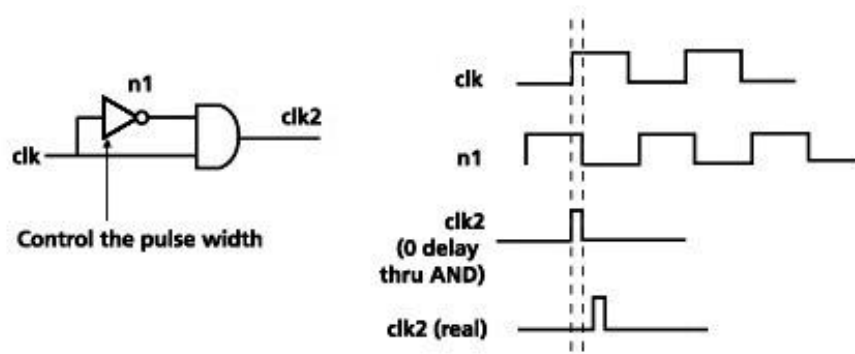 n1
clk2
clk
Control the pulse width
clk
n1
clk2
(0 delay
thru AND)
clk2 (real)